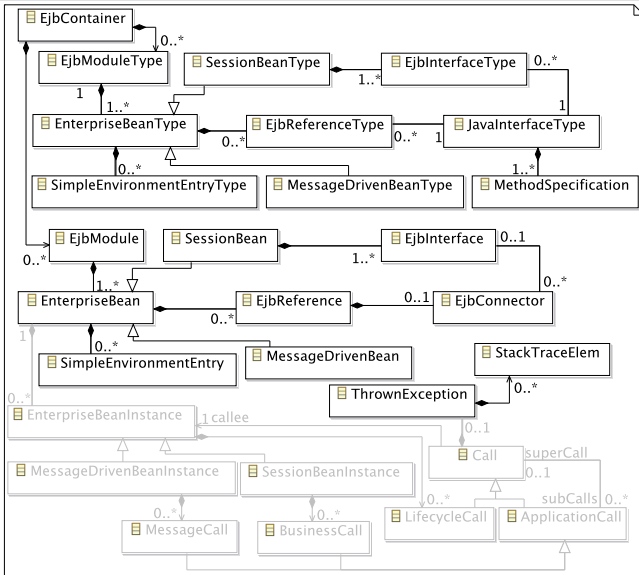 EjbContainer
0..*
EjbModuleType
SessionBeanType
EjbInterfaceType
0..*
1
1..*
1..*
1
EnterpriseBeanType
EjbReferenceType
JavaInterfaceType
0..*
0..*
1
0..*
1..*
SimpleEnvironmentEntryType
MessageDrivenBeanType
MethodSpecification
EjbModule
SessionBean
EjbInterface
0..1
0..*
1..*
1..*
0..*
EnterpriseBean
EjbReference
0..1
EjbConnector
0..*
1
0..*
SimpleEnvironmentEntry
MessageDrivenBean
StackTraceElem
0..*
ThrownException
0..*
EnterpriseBeanInstance
1
callee
0..1
Call
superCall
0..1
MessageDrivenBeanInstance
SessionBeanInstance
0..*
subCalls
0..*
0..*
0..*
LifecycleCall
ApplicationCall
MessageCall
BusinessCall